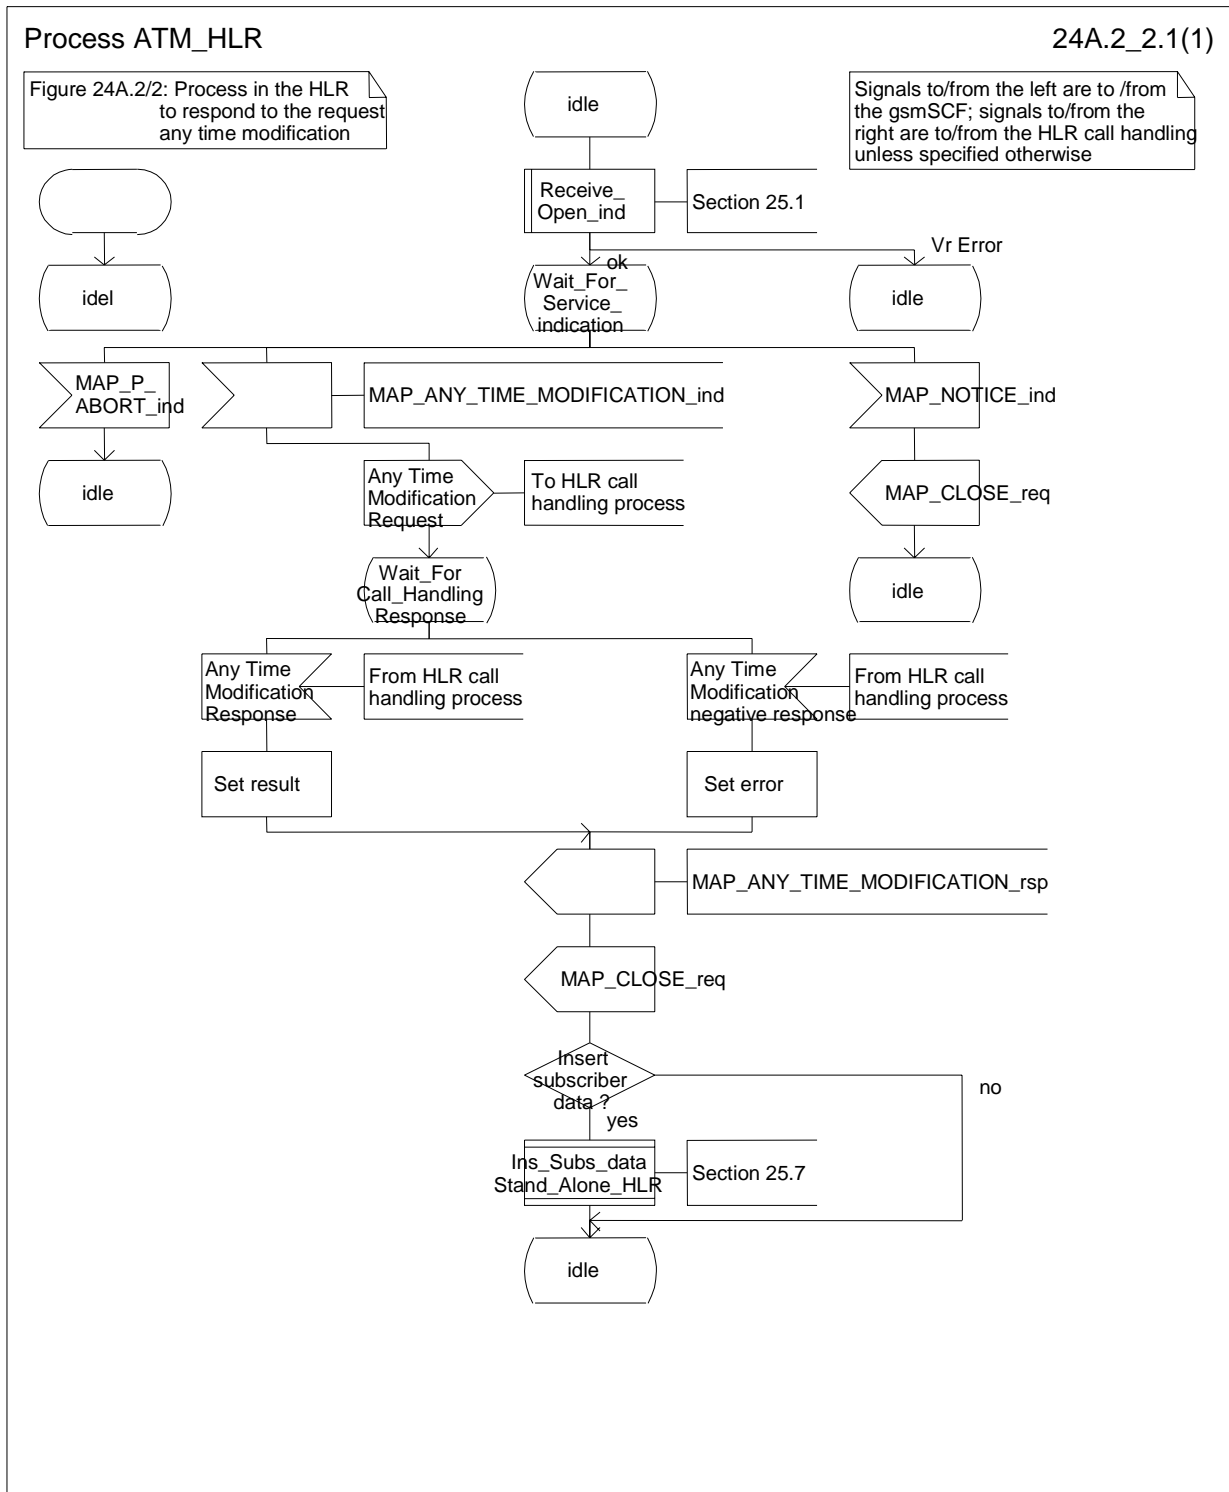 Process ATM_HLR
24A.2_2.1(1)
Figure 24A.2/2: Process in the HLR
to respond to the request
any time modification
idle
Signals to/from the left are to /from
the gsmSCF; signals to/from the
right are to/from the HLR call handling
unless specified otherwise
Receive_
Open_ind
Section 25.1
Vr Error
ok
idel
Wait_For_
Service_
indication
idle
MAP_P_
ABORT_ind
MAP_ANY_TIME_MODIFICATION_ind
MAP_NOTICE_ind
idle
Any Time
Modification
Request
To HLR call
handling process
MAP_CLOSE_req
Wait_For
Call_Handling
Response
idle
Any Time
Modification
Response
From HLR call
handling process
Any Time
Modification
negative response
From HLR call
handling process
Set result
Set error
MAP_ANY_TIME_MODIFICATION_rsp
MAP_CLOSE_req
Insert
subscriber
data ?
no
yes
Ins_Subs_data
Stand_Alone_HLR
Section 25.7
idle